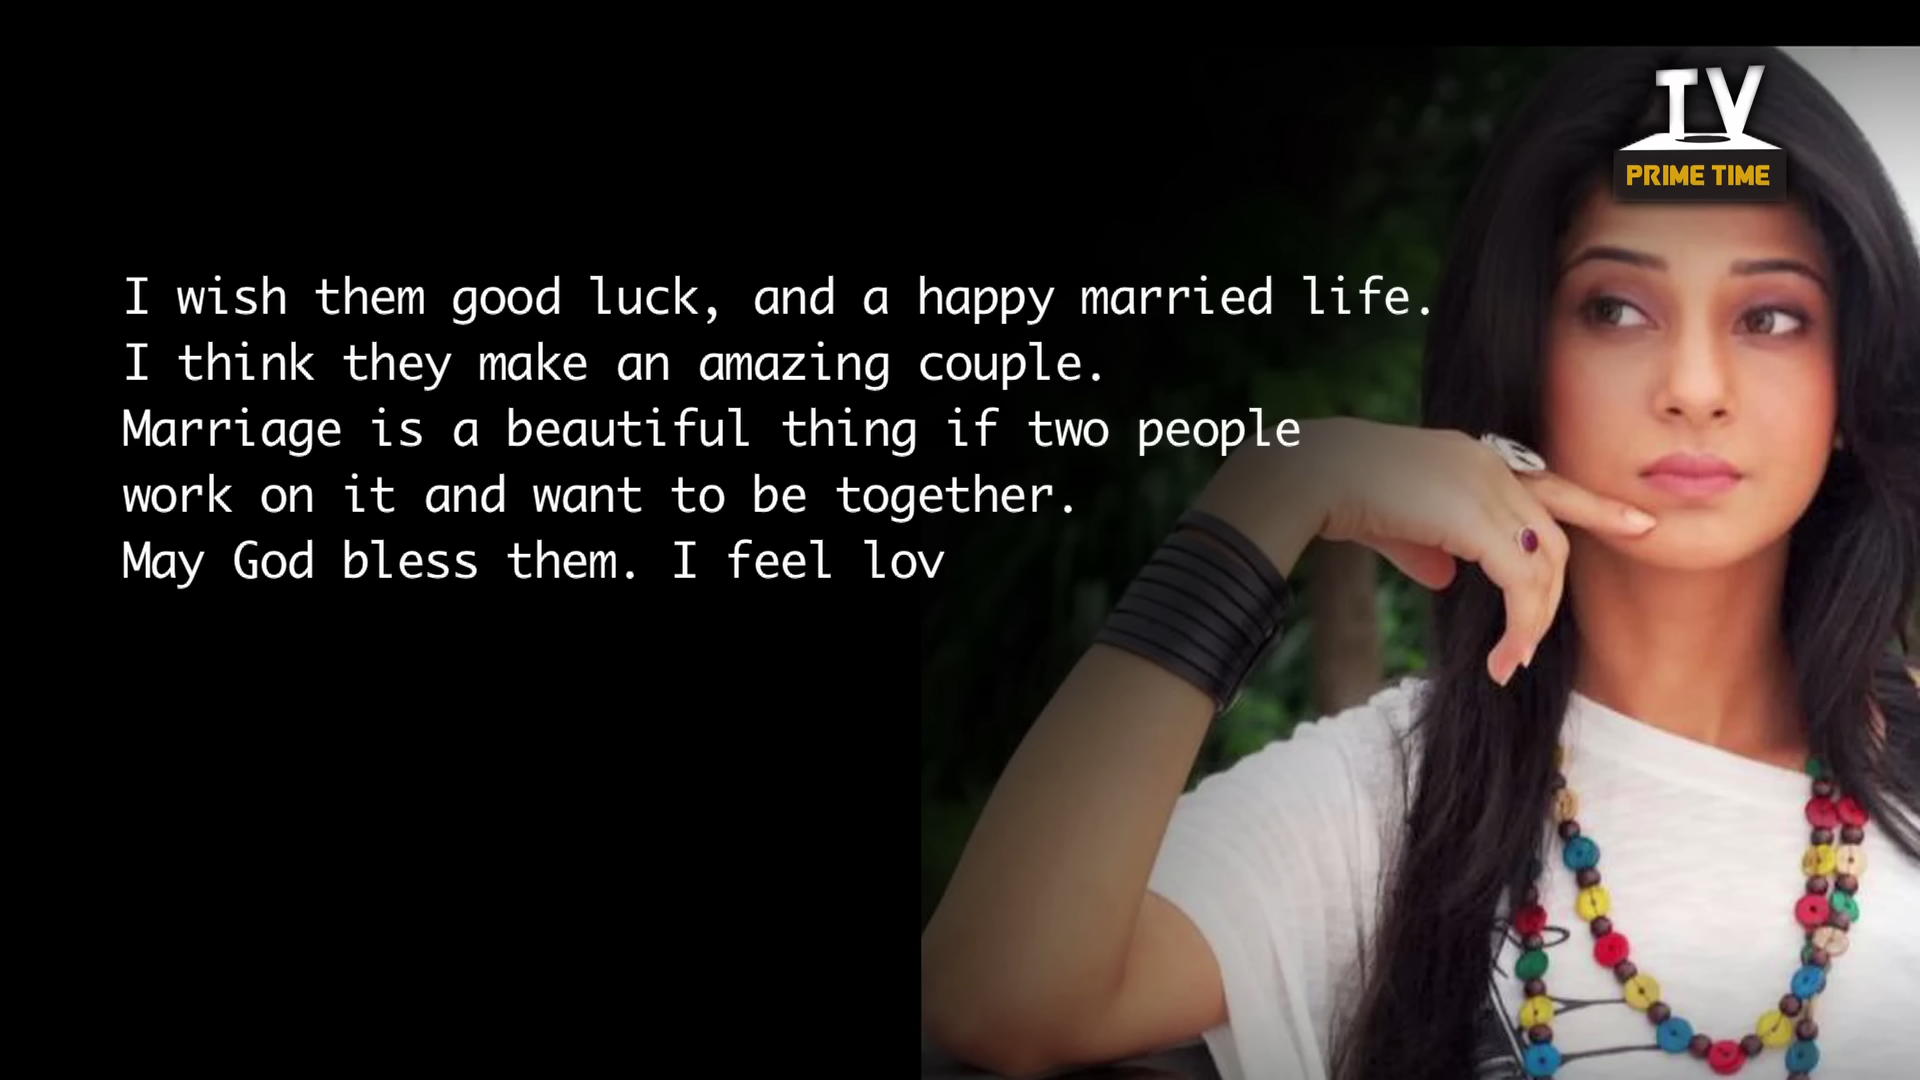 TV
PRIME TIME
I wish them good luck, and a happy married life.
I think they make an amazing couple.
Marriage is a beautiful thing if two people
work on it and want to be together.
May God bless them. I feel lov